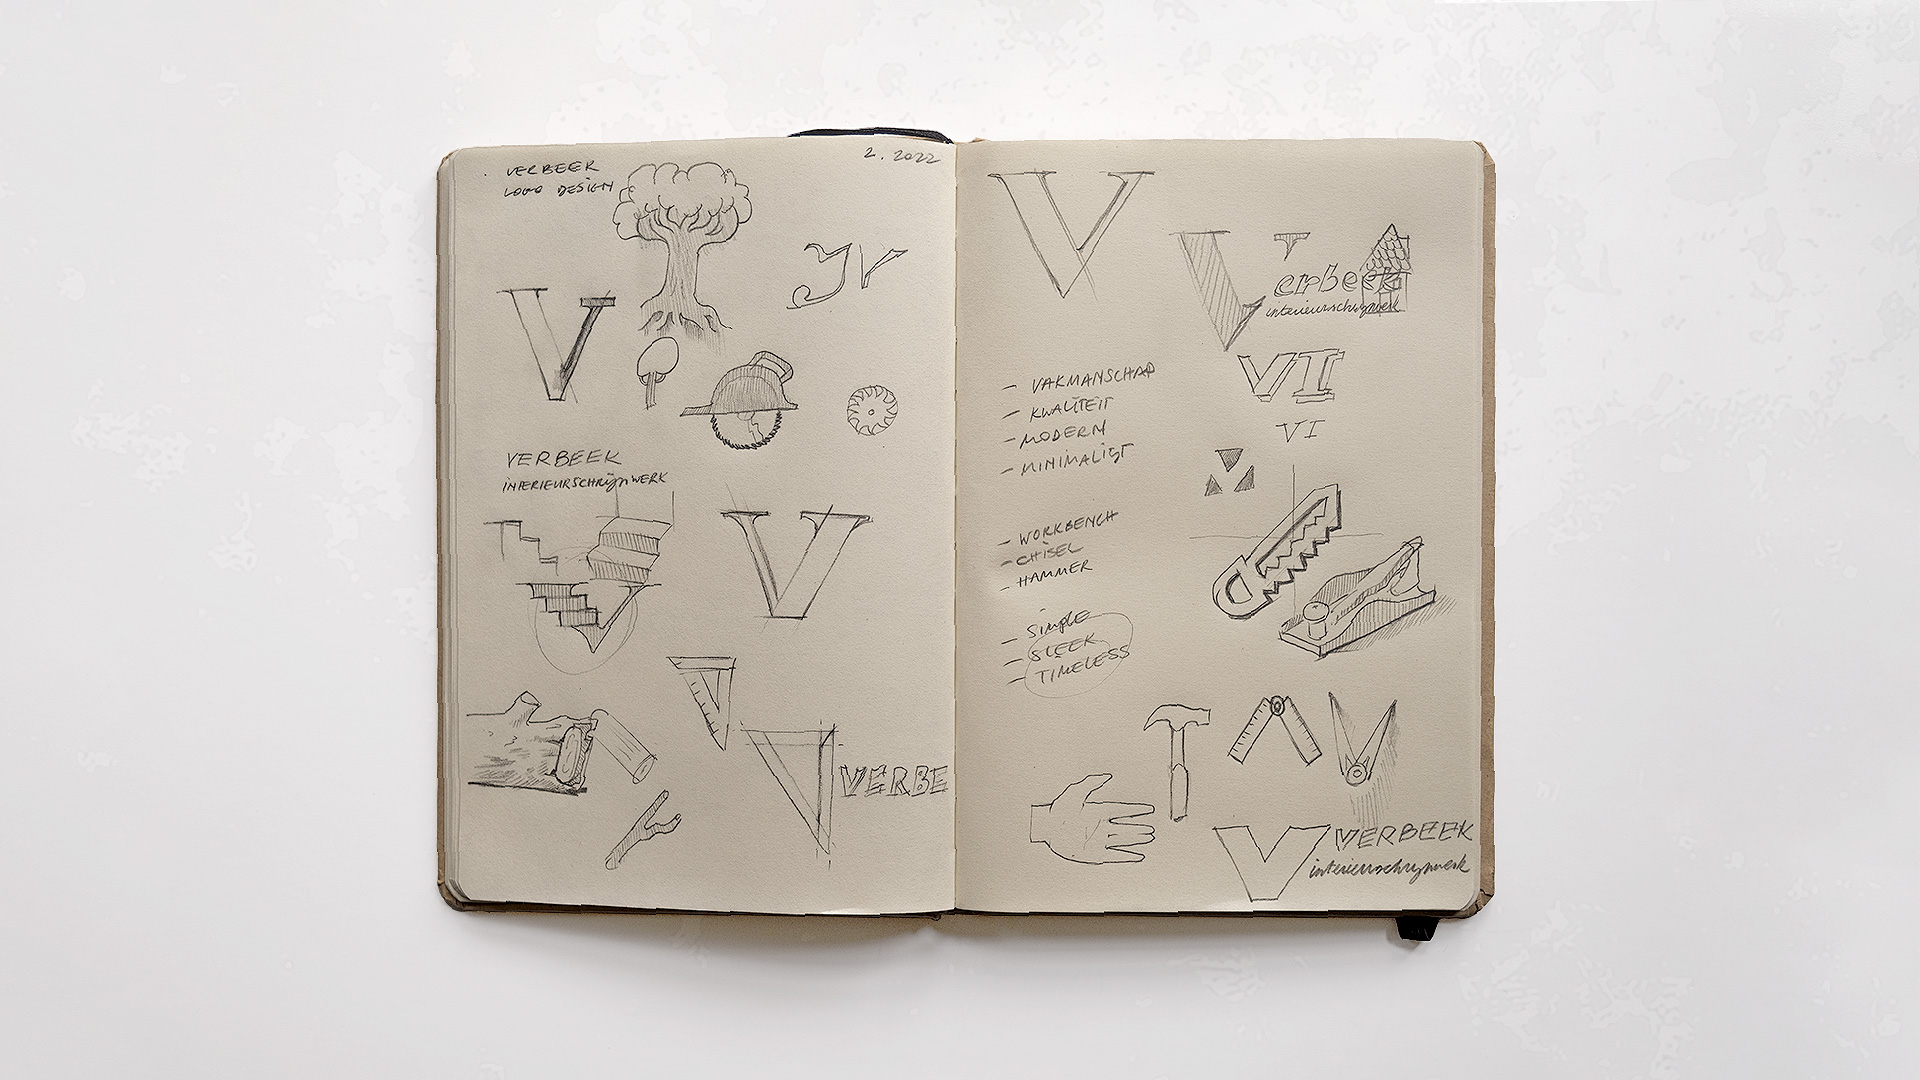 VERBEEK
LOGO DESIGN
2. 2022
V
JV
VERBEEK
INTERIEURSCHRIJNWERK
V
V
V
VERBE
V
Verbeek
interieurschrijnwerk
VI
VI
- VAKMANSCHAP
- KWALITEIT
- MODERN
- MINIMALIST
- WORKBENCH
- CHISEL
- HAMMER
- SIMPLE
- SLEEK
- TIMELESS
V VERBEEK
interieurschrijnwerk